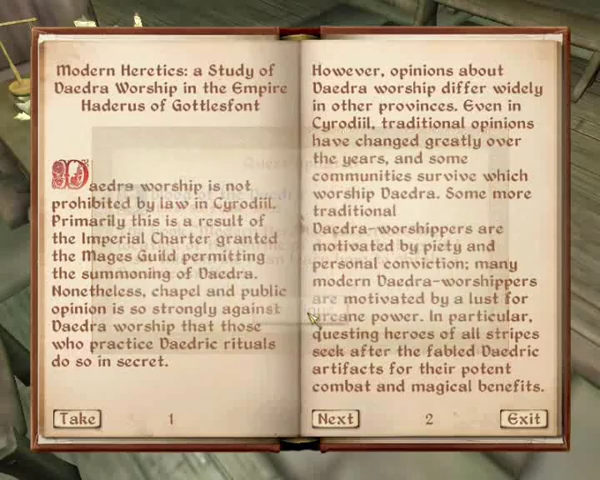 Modern Heretics: a Study of
Daedra Worship in the Empire
Haderus of Gottlesfont
Daedra worship is not
prohibited by law in Cyrodiil.
Primarily this is a result of
the Imperial Charter granted
the Mages Guild permitting
the summoning of Daedra.
Nonetheless, chapel and public
opinion is so strongly against
Daedra worship that those
who practice Daedric rituals
do so in secret.
Take
1
However, opinions about
Daedra worship differ widely
in other provinces. Even in
Cyrodiil, traditional opinions
have changed greatly over
the years, and some
communities survive which
worship Daedra. Some more
traditional
Daedra-worshippers are
motivated by piety and
personal conviction; many
modern Daedra-worshippers
are motivated by a lust for
arcane power. In particular,
questing heroes of all stripes
seek after the fabled Daedric
artifacts for their potent
combat and magical benefits.
Next
2
Exit